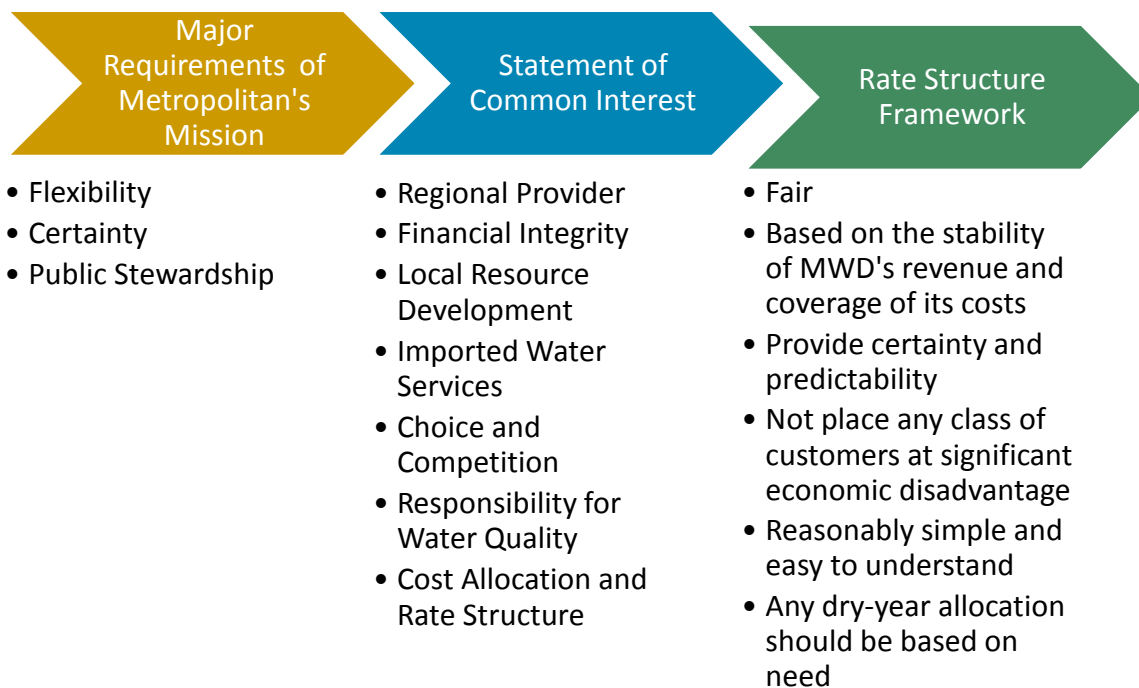 Major
Requirements of
Metropolitan's
Mission
• Flexibility
• Certainty
• Public Stewardship
Statement of
Common Interest
• Regional Provider
• Financial Integrity
• Local Resource
Development
• Imported Water
Services
• Choice and
Competition
• Responsibility for
Water Quality
• Cost Allocation and
Rate Structure
Rate Structure
Framework
• Fair
• Based on the stability
of MWD's revenue and
coverage of its costs
• Provide certainty and
predictability
• Not place any class of
customers at significant
economic disadvantage
• Reasonably simple and
easy to understand
• Any dry-year allocation
should be based on
need